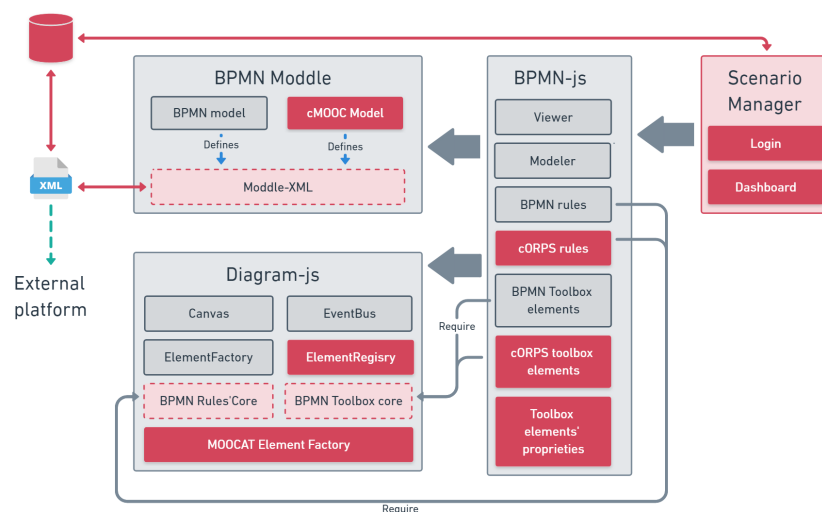 BPMN Moddle
BPMN model
cMOOC Model
Defines
Defines
Moddle-XML
BPMN-js
Viewer
Modeler
BPMN rules
cORPS rules
BPMN Toolbox
elements
cORPS toolbox
elements
Toolbox
elements'
proprieties
Scenario
Manager
Login
Dashboard
XML
External
platform
Diagram-js
Canvas
EventBus
ElementFactory
ElementRegisry
BPMN Rules'Core
BPMN Toolbox core
MOOCAT Element Factory
Require
Require